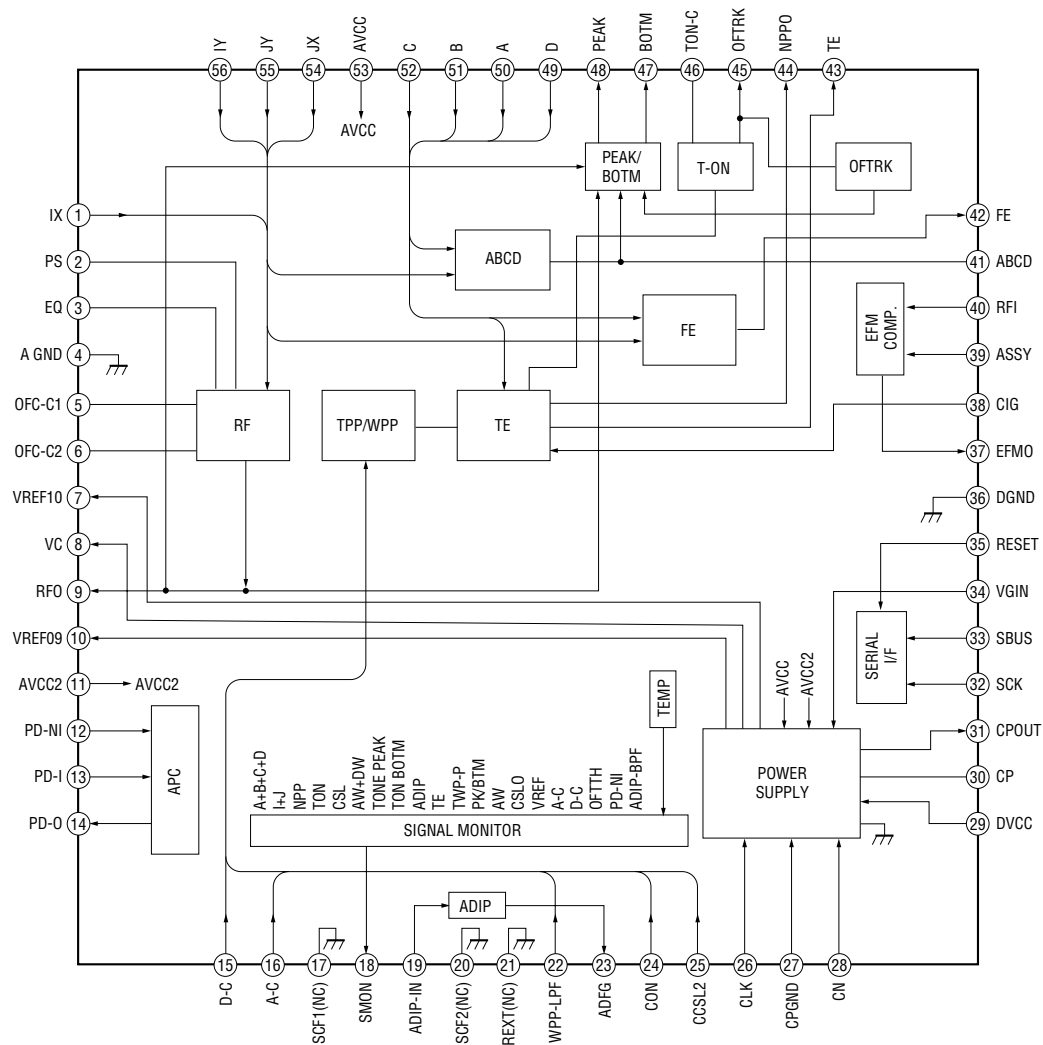 IY
JY
JX
AVCC
C
B
A
D
PEAK
BOTM
TON-C
OFTRK
NPPO
TE
56
55
54
53
52
51
50
49
48
47
46
45
44
43
AVCC
PEAK/
BOTM
T-ON
OFTRK
IX 1
PS 2
EQ 3
A GND 4
OFC-C1 5
OFC-C2 6
VREF10 7
VC 8
RFO 9
VREF09 10
AVCC2 11 AVCC2
PD-NI 12
PD-I 13
PD-O 14
42 FE
41 ABCD
40 RFI
39 ASSY
38 CIG
37 EFMO
36 DGND
35 RESET
34 VGIN
33 SBUS
32 SCK
31 CPOUT
30 CP
29 DVCC
ABCD
FE
EFM
COMP.
RF
TPP/WPP
TE
SERIAL
I/F
AVCC
AVCC2
TEMP
APC
POWER
SUPPLY
A+B+C+D
I+J
NPP
TON
CSL
AW+DW
TONE PEAK
TON BOTM
ADIP
TE
TWP-P
PK/BTM
AW
CSLO
VREF
A-C
D-C
OFTTH
PD-NI
ADIP-BPF
SIGNAL MONITOR
ADIP
15
16
17
18
19
20
21
22
23
24
25
26
27
28
D-C
A-C
SCF1(NC)
SMON
ADIP-IN
SCF2(NC)
REXT(NC)
WPP-LPF
ADFG
CON
CCSL2
CLK
CPGND
CN